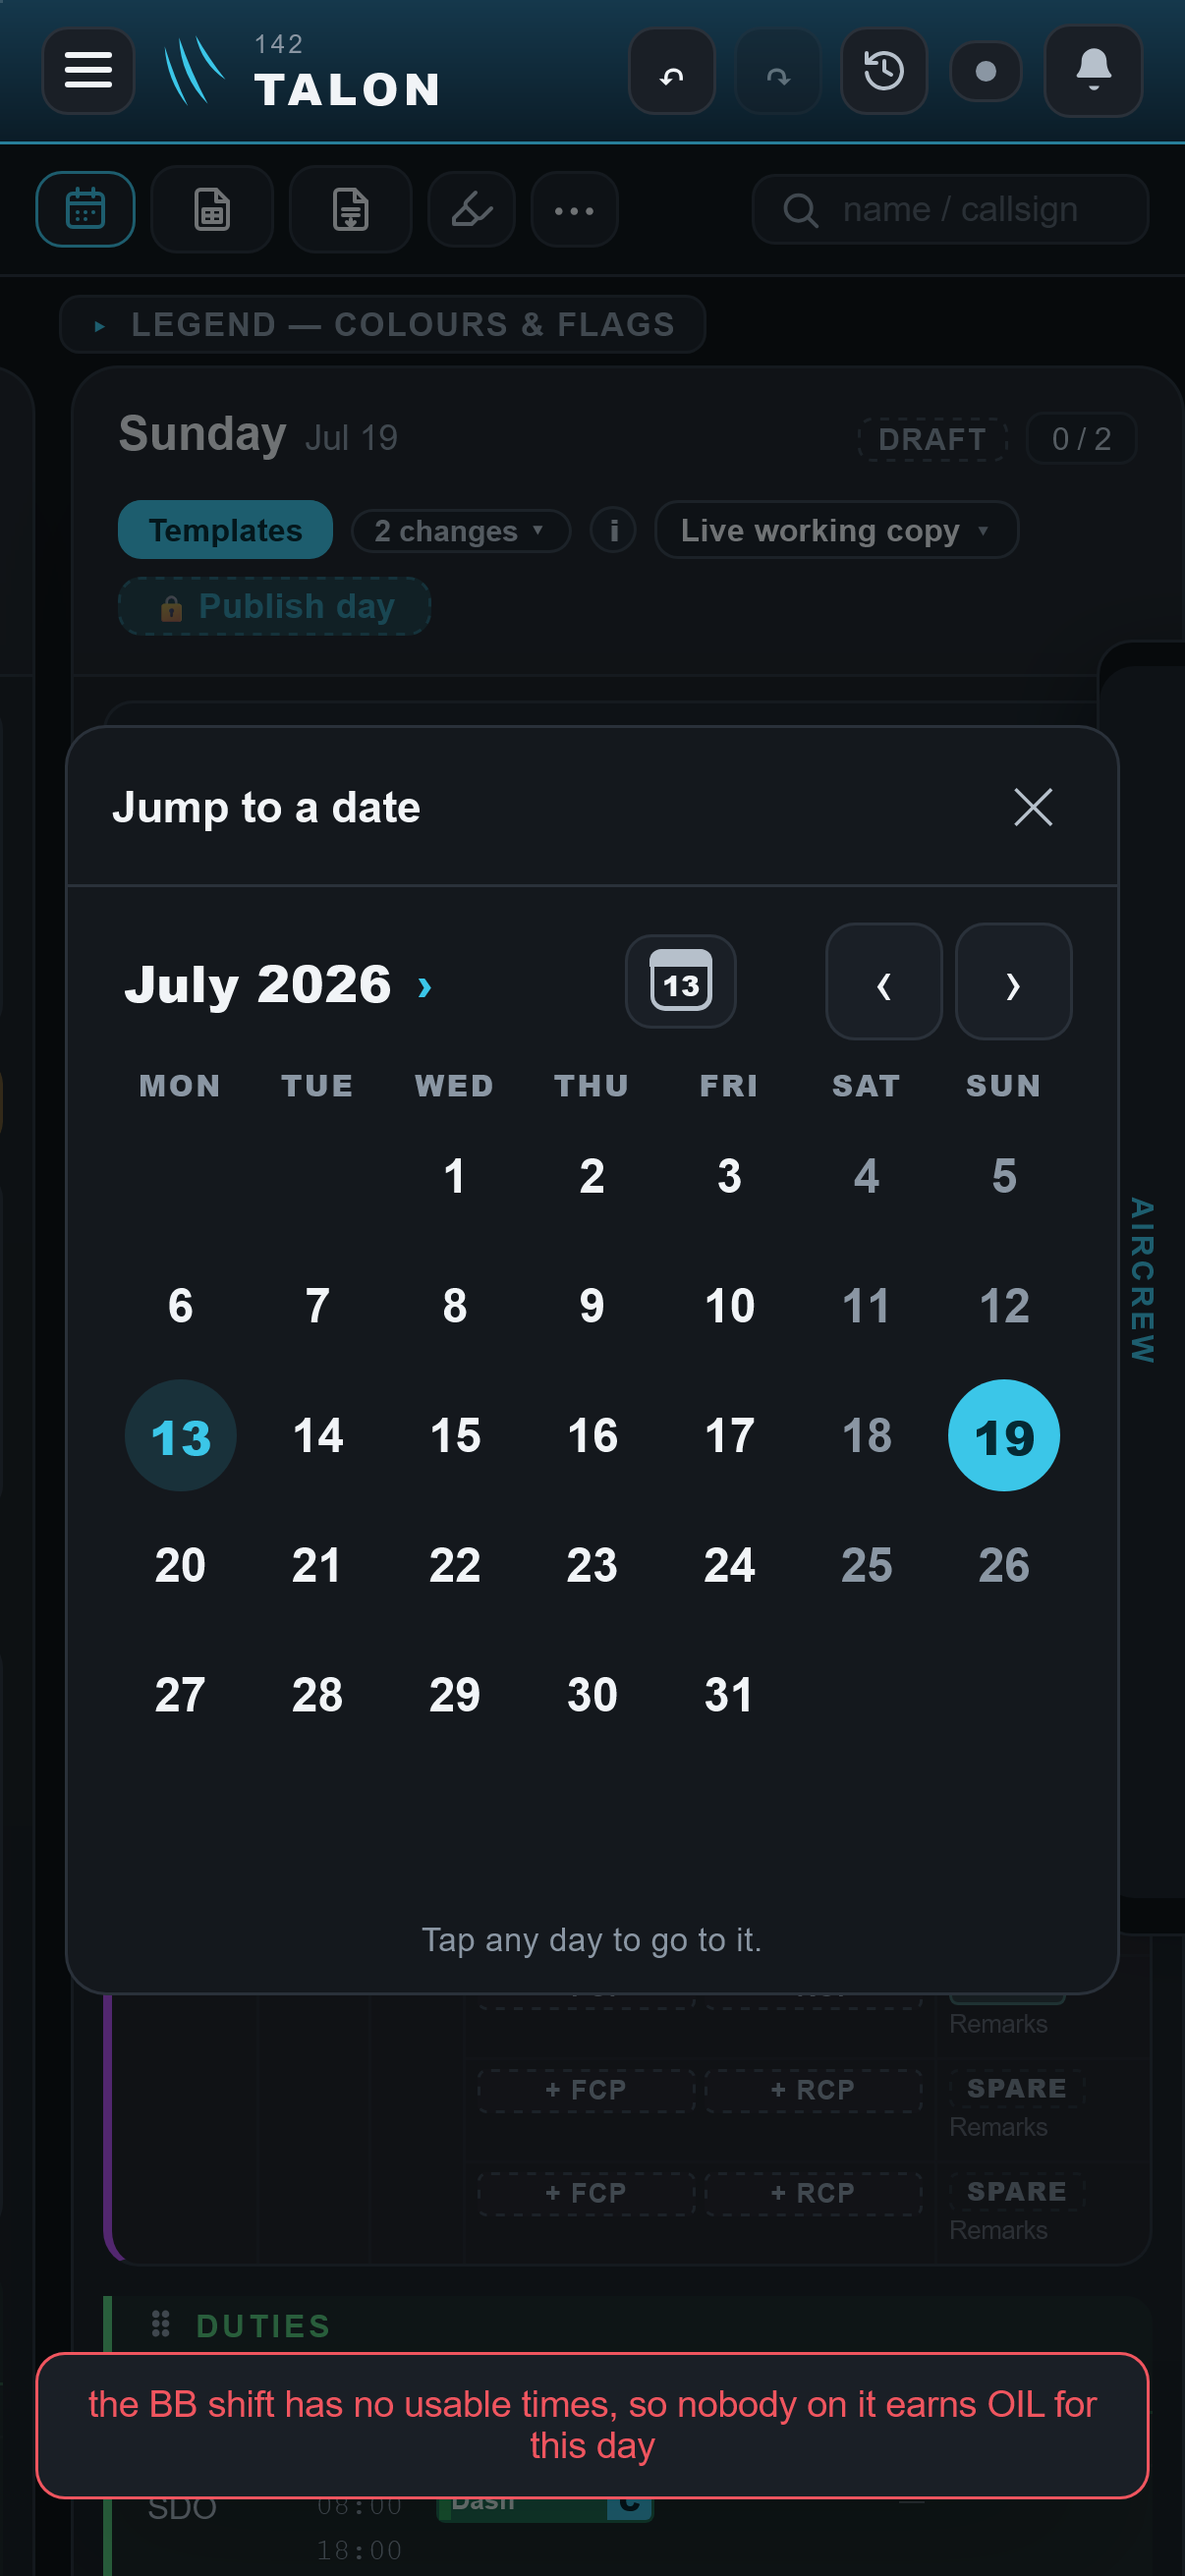 142
TALON
name / callsign
LEGEND — COLOURS & FLAGS
Sunday Jul 19
DRAFT
0 / 2
Templates
2 changes
i
Live working copy
Publish day
Jump to a date
July 2026 ›
13
‹ ›
MON TUE WED THU FRI SAT SUN
1 2 3 4 5
6 7 8 9 10 11 12
13 14 15 16 17 18 19
20 21 22 23 24 25 26
27 28 29 30 31
AIRCREW
Tap any day to go to it.
Remarks
+ FCP + RCP SPARE
Remarks
+ FCP + RCP SPARE
Remarks
DUTIES
the BB shift has no usable times, so nobody on it earns OIL for
this day
SDO 08:00 Dash C —
18:00